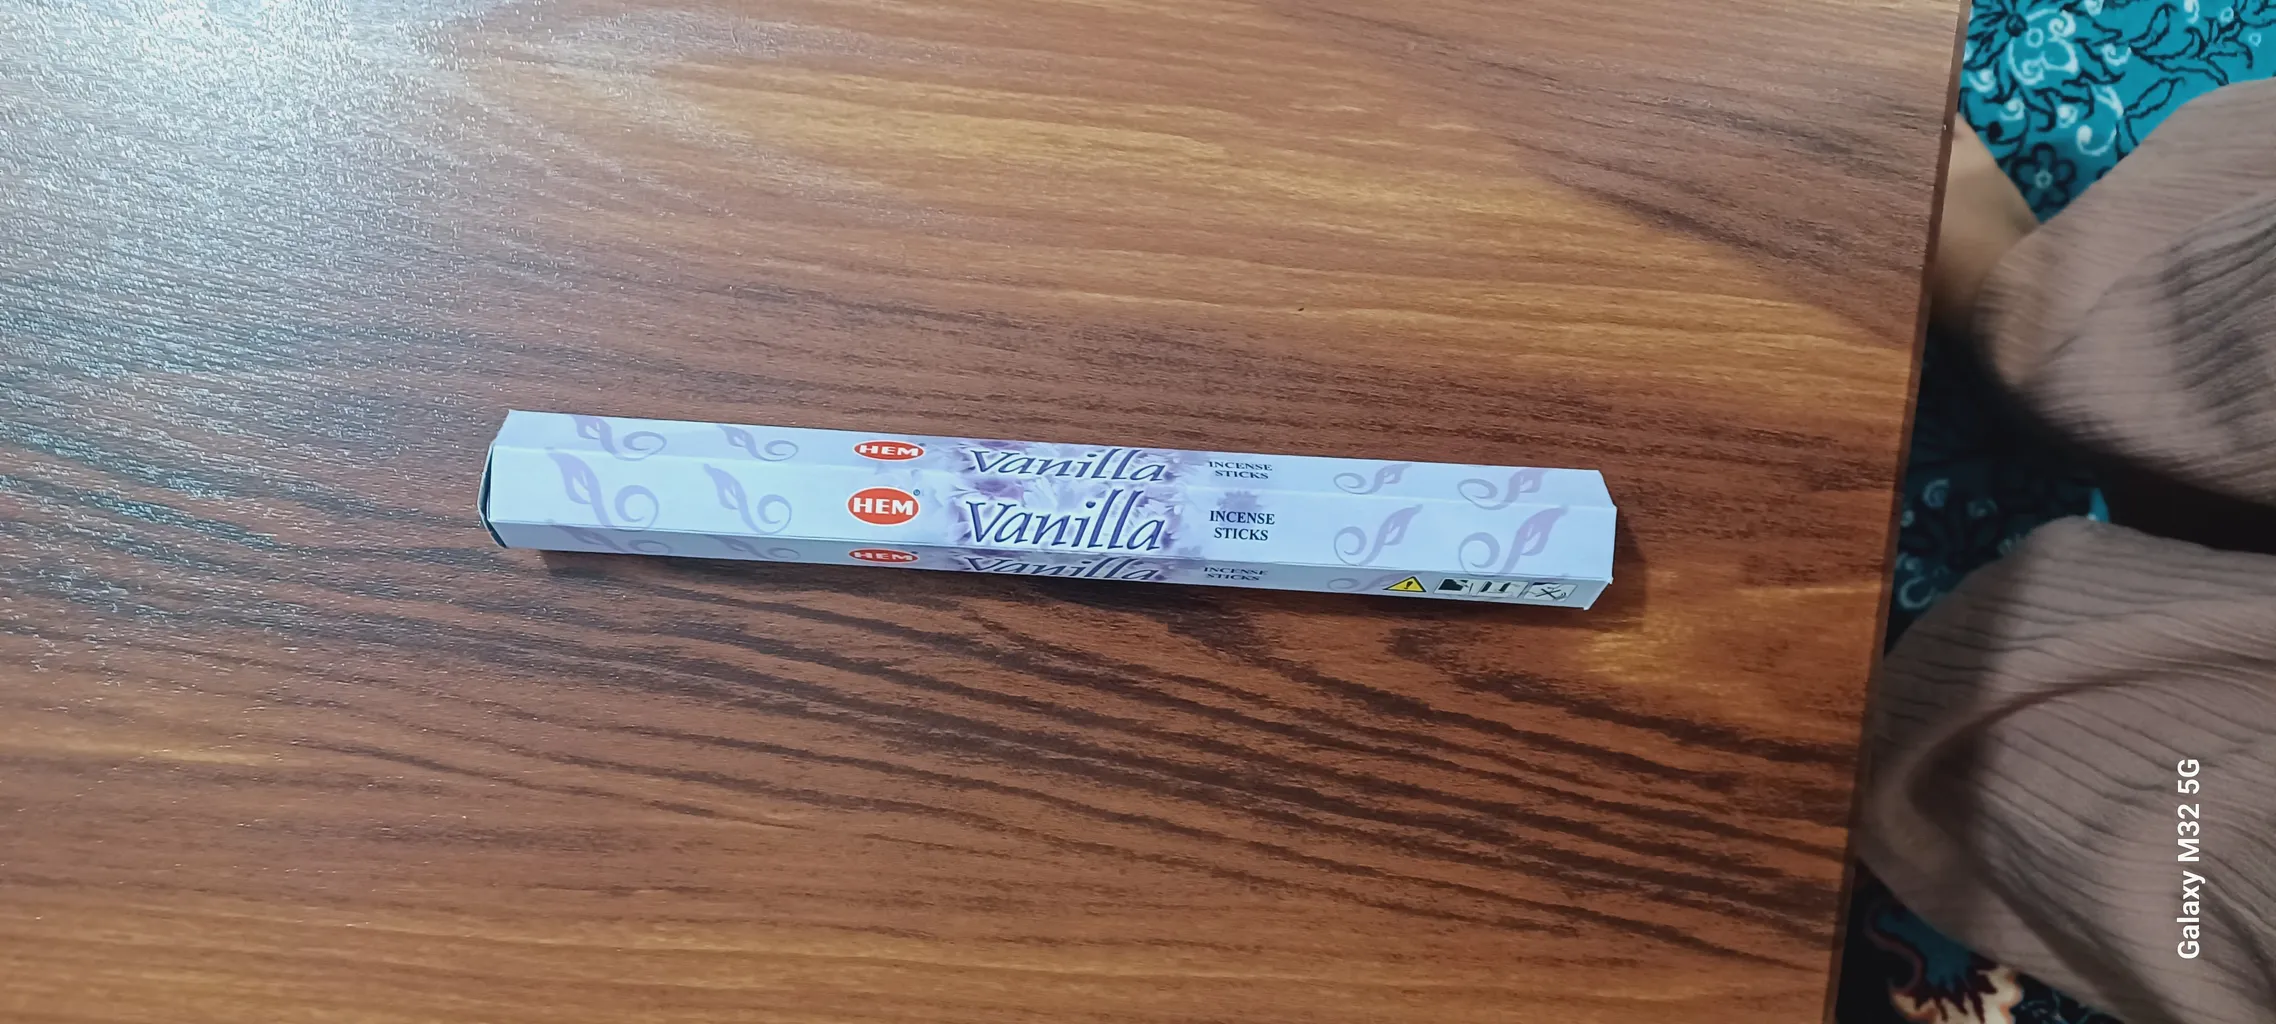 HEM
Vanilla
INCENSE
STICKS
HEM®
Vanilla
INCENSE
STICKS
HEM
Vanilla
INCENSE
STICKS
Galaxy M32 5G